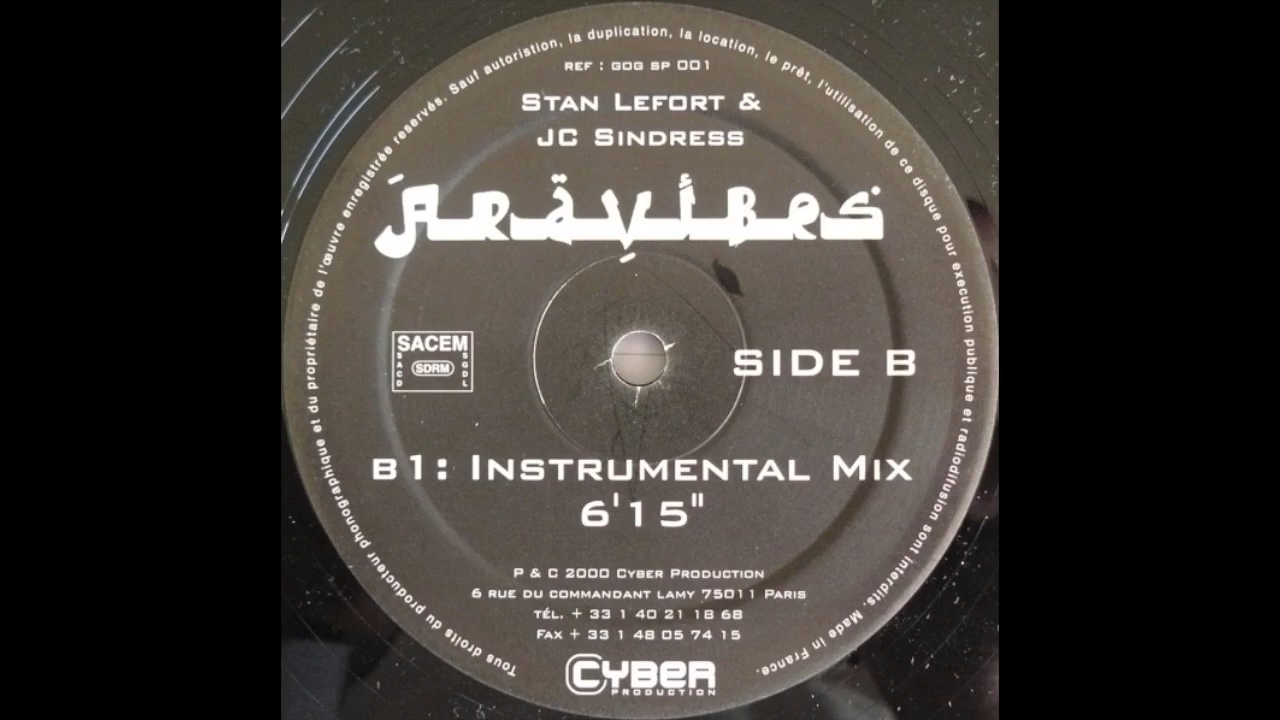 Tous droits du producteur phonographique et du propriétaire de l'œuvre enregistrée reservés. Sauf autoristion, la duplication, la location, le prêt, l'utilisation de ce disque pour execution publique et radiodifusion sont interdits. Made in France.
REF : GOG SP 001
STAN LEFORT &
JC SINDRESS
ARÄVIBES
SACEM
SACD
SDRM
SGDL
SIDE B
B1: INSTRUMENTAL MIX
6'15"
P & C 2000 CYBER PRODUCTION
6 RUE DU COMMANDANT LAMY 75011 PARIS
TÉL. + 33 1 40 21 18 68
FAX + 33 1 48 05 74 15
CYBER
PRODUCTION